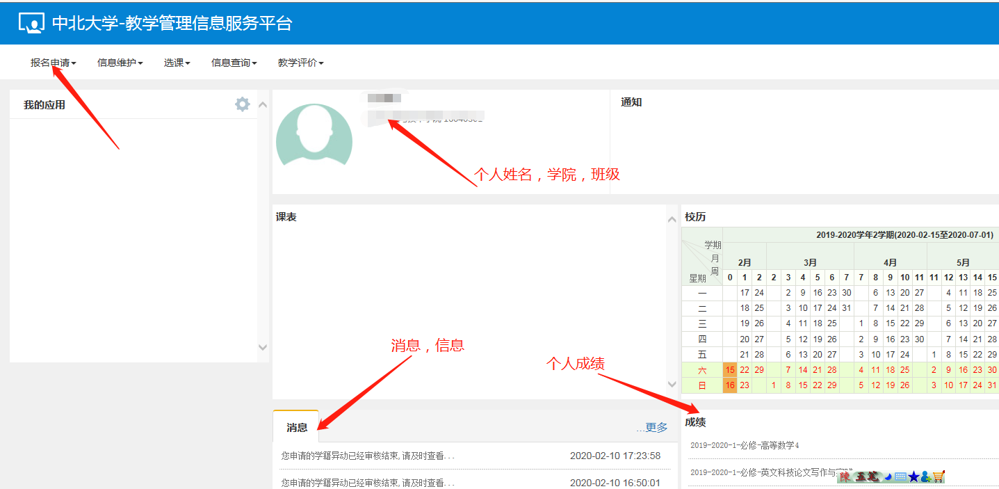 中北大学-教学管理信息服务平台
报名申请 信息维护 选课 信息查询 教学评价
我的应用
通知
个人姓名，学院，班级
课表
校历
2019-2020学年2学期(2020-02-15至2020-07-01)
学期
月
周
星期
2月 3月 4月 5月
0 1 2 2 3 4 5 6 7 7 8 9 10 11 11 12 13 14 15
一 17 24 2 9 16 23 30 6 13 20 27 4 11 18 25
二 18 25 3 10 17 24 31 7 14 21 28 5 12 19 26
三 19 26 4 11 18 25 1 8 15 22 29 6 13 20 27
四 20 27 5 12 19 26 2 9 16 23 30 7 14 21 28
五 21 28 6 13 20 27 3 10 17 24 1 8 15 22 29
六 15 22 29 7 14 21 28 4 11 18 25 2 9 16 23 30
日 16 23 1 8 15 22 29 5 12 19 26 3 10 17 24 31
消息，信息
个人成绩
消息
...更多
您申请的学籍异动已经审核结束,请及时查看... 2020-02-10 17:23:58
您申请的学籍异动已经审核结束,请及时查看... 2020-02-10 16:50:01
成绩
2019-2020-1-必修-高等数学4
2019-2020-1-必修-英文科技论文写作与
陳 五笔